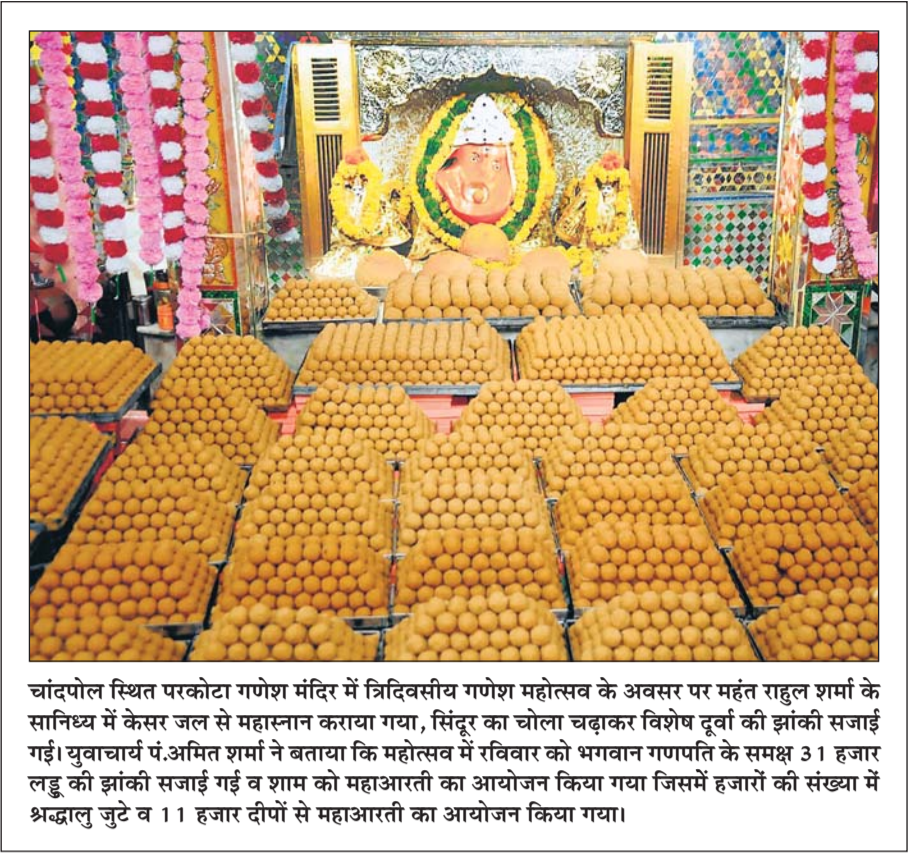 चांदपोल स्थित परकोटा गणेश मंदिर में त्रिदिवसीय गणेश महोत्सव के अवसर पर महंत राहुल शर्मा के
सानिध्य में केसर जल से महास्नान कराया गया, सिंदूर का चोला चढ़ाकर विशेष दूर्वा की झांकी सजाई
गई। युवाचार्य पं.अमित शर्मा ने बताया कि महोत्सव में रविवार को भगवान गणपति के समक्ष 31 हजार
लड्डू की झांकी सजाई गई व शाम को महाआरती का आयोजन किया गया जिसमें हजारों की संख्या में
श्रद्धालु जुटे व 11 हजार दीपों से महाआरती का आयोजन किया गया।